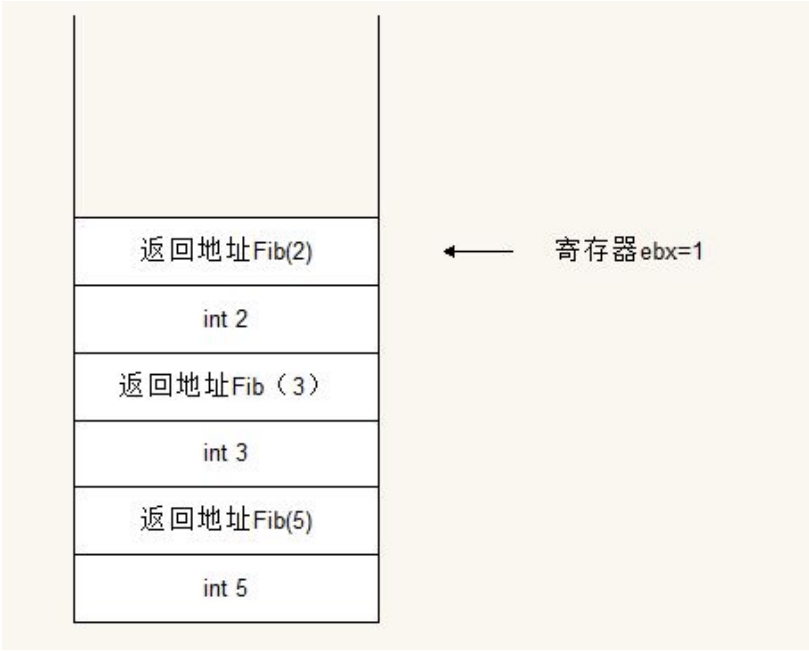 返回地址Fib(2)
寄存器ebx=1
int 2
返回地址Fib（3）
int 3
返回地址Fib(5)
int 5